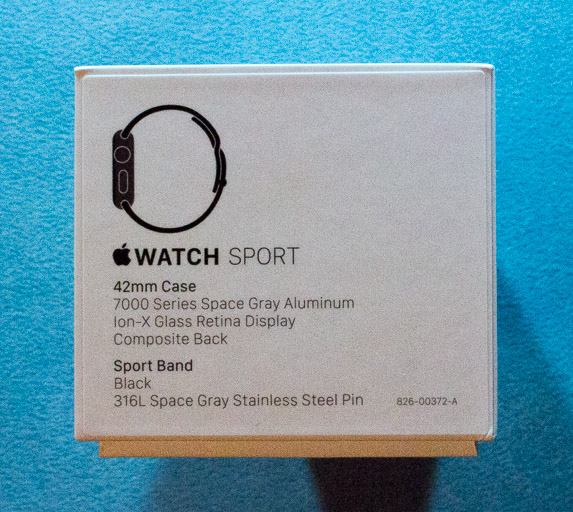 WATCH SPORT
42mm Case
7000 Series Space Gray Aluminum
Ion-X Glass Retina Display
Composite Back
Sport Band
Black
316L Space Gray Stainless Steel Pin
826-00372-A